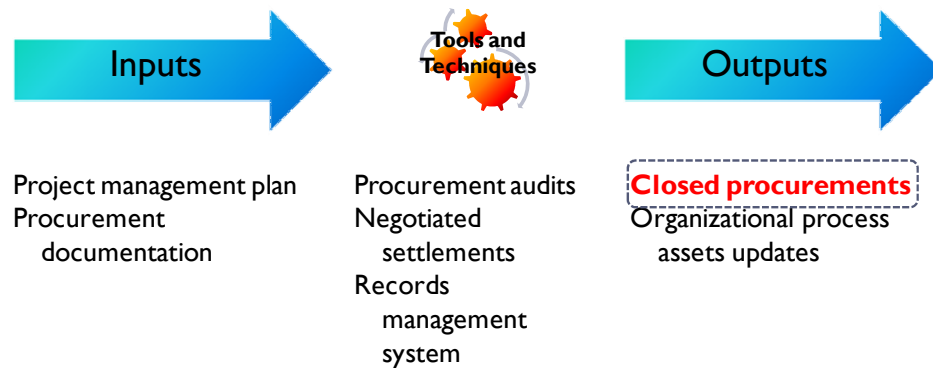 Inputs
Tools and
Techniques
Outputs
Project management plan
Procurement
documentation
Procurement audits
Negotiated
settlements
Records
management
system
Closed procurements
Organizational process
assets updates